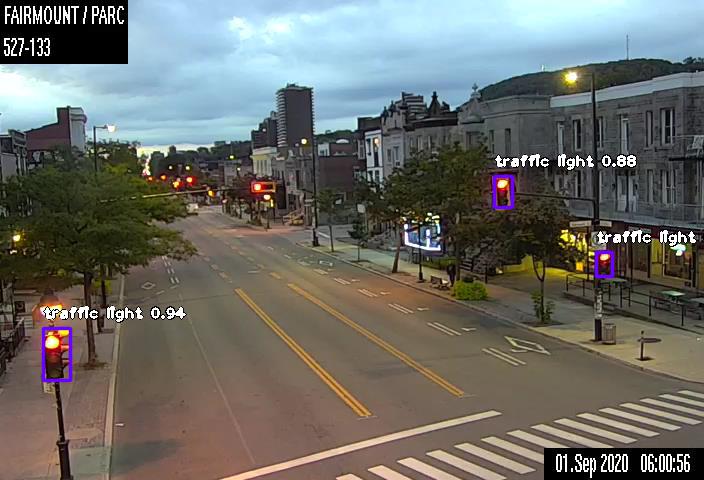 FAIRMOUNT / PARC
527-133
traffic light 0.88
traffic light
traffic light 0.94
01.Sep 2020 06:00:56